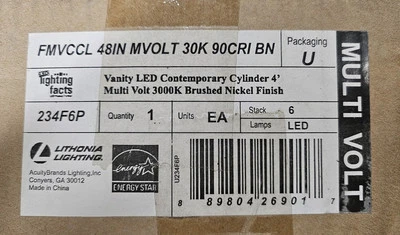 FMVCCL 48IN MVOLT 30K 90CRI BN
Packaging
U
lighting
facts
Vanity LED Contemporary Cylinder 4'
Multi Volt 3000K Brushed Nickel Finish
234F6P
Quantity 1
Units EA
Stack 6
Lamps LED
MULTI VOLT
LITHONIA
LIGHTING
AcuityBrands Lighting,Inc
Conyers, GA 30012
Made in China
energy
ENERGY STAR
U234F6P
8 89804 26901 7